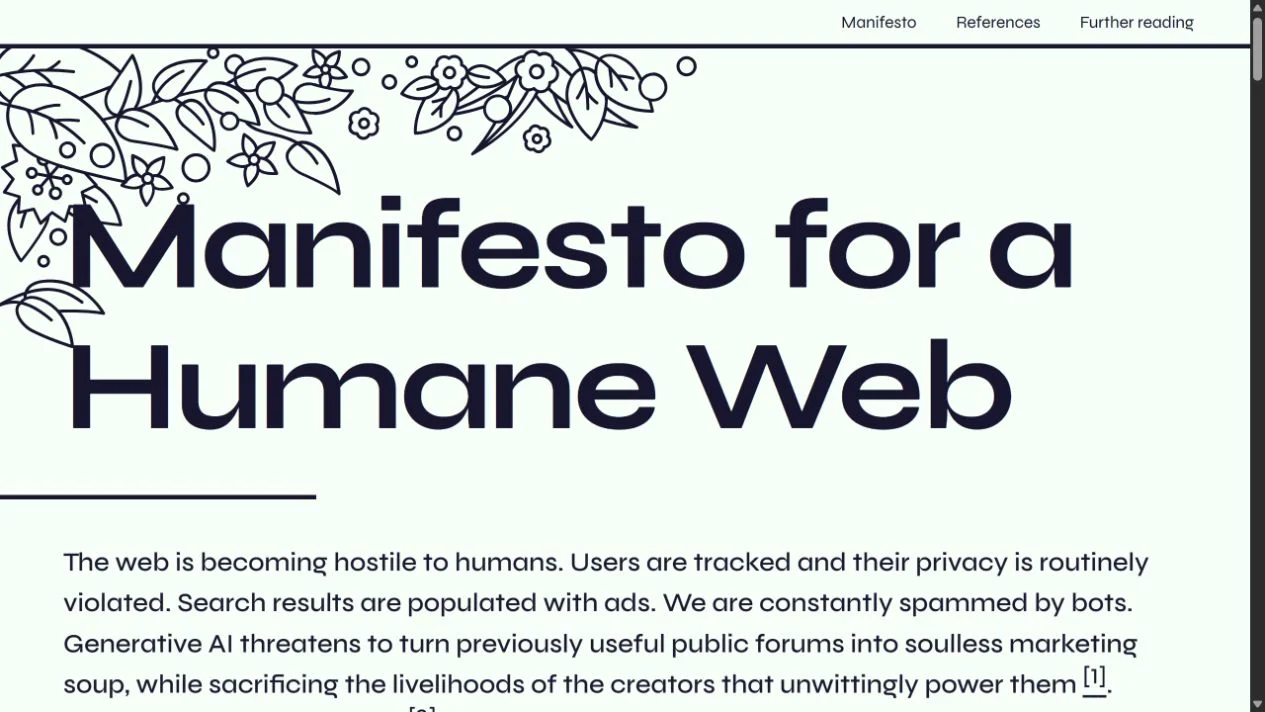 Manifesto
References
Further reading
Manifesto for a
Humane Web
The web is becoming hostile to humans. Users are tracked and their privacy is routinely
violated. Search results are populated with ads. We are constantly spammed by bots.
Generative AI threatens to turn previously useful public forums into soulless marketing
soup, while sacrificing the livelihoods of the creators that unwittingly power them [1].